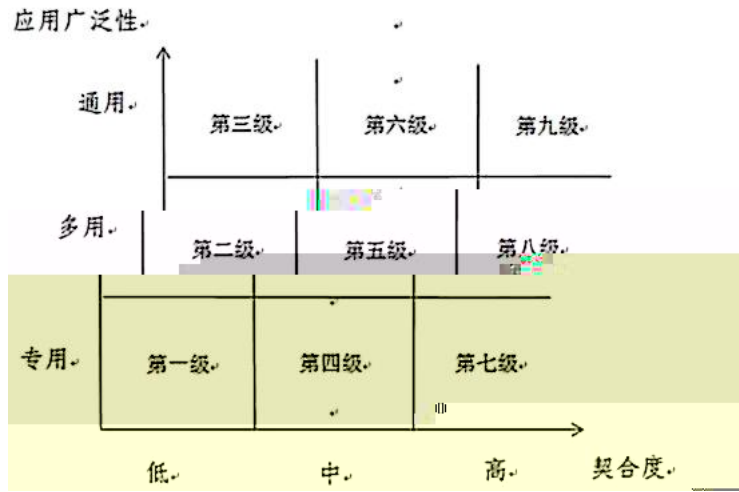 应用广泛性
通用
第三级 第六级 第九级
多用
第二级 第五级 第八级
专用
第一级 第四级 第七级
低 中 高 契合度